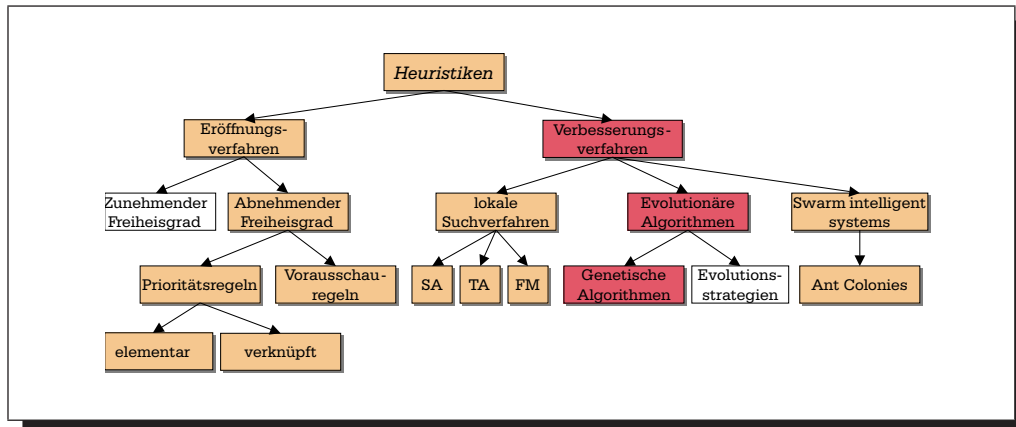 Heuristiken
Eröffnungs-
verfahren
Verbesserungs-
verfahren
Zunehmender
Freiheisgrad
Abnehmender
Freiheisgrad
lokale
Suchverfahren
Evolutionäre
Algorithmen
Swarm intelligent
systems
Prioritätsregeln
Vorausschau-
regeln
SA
TA
FM
Genetische
Algorithmen
Evolutions-
strategien
Ant Colonies
elementar
verknüpft